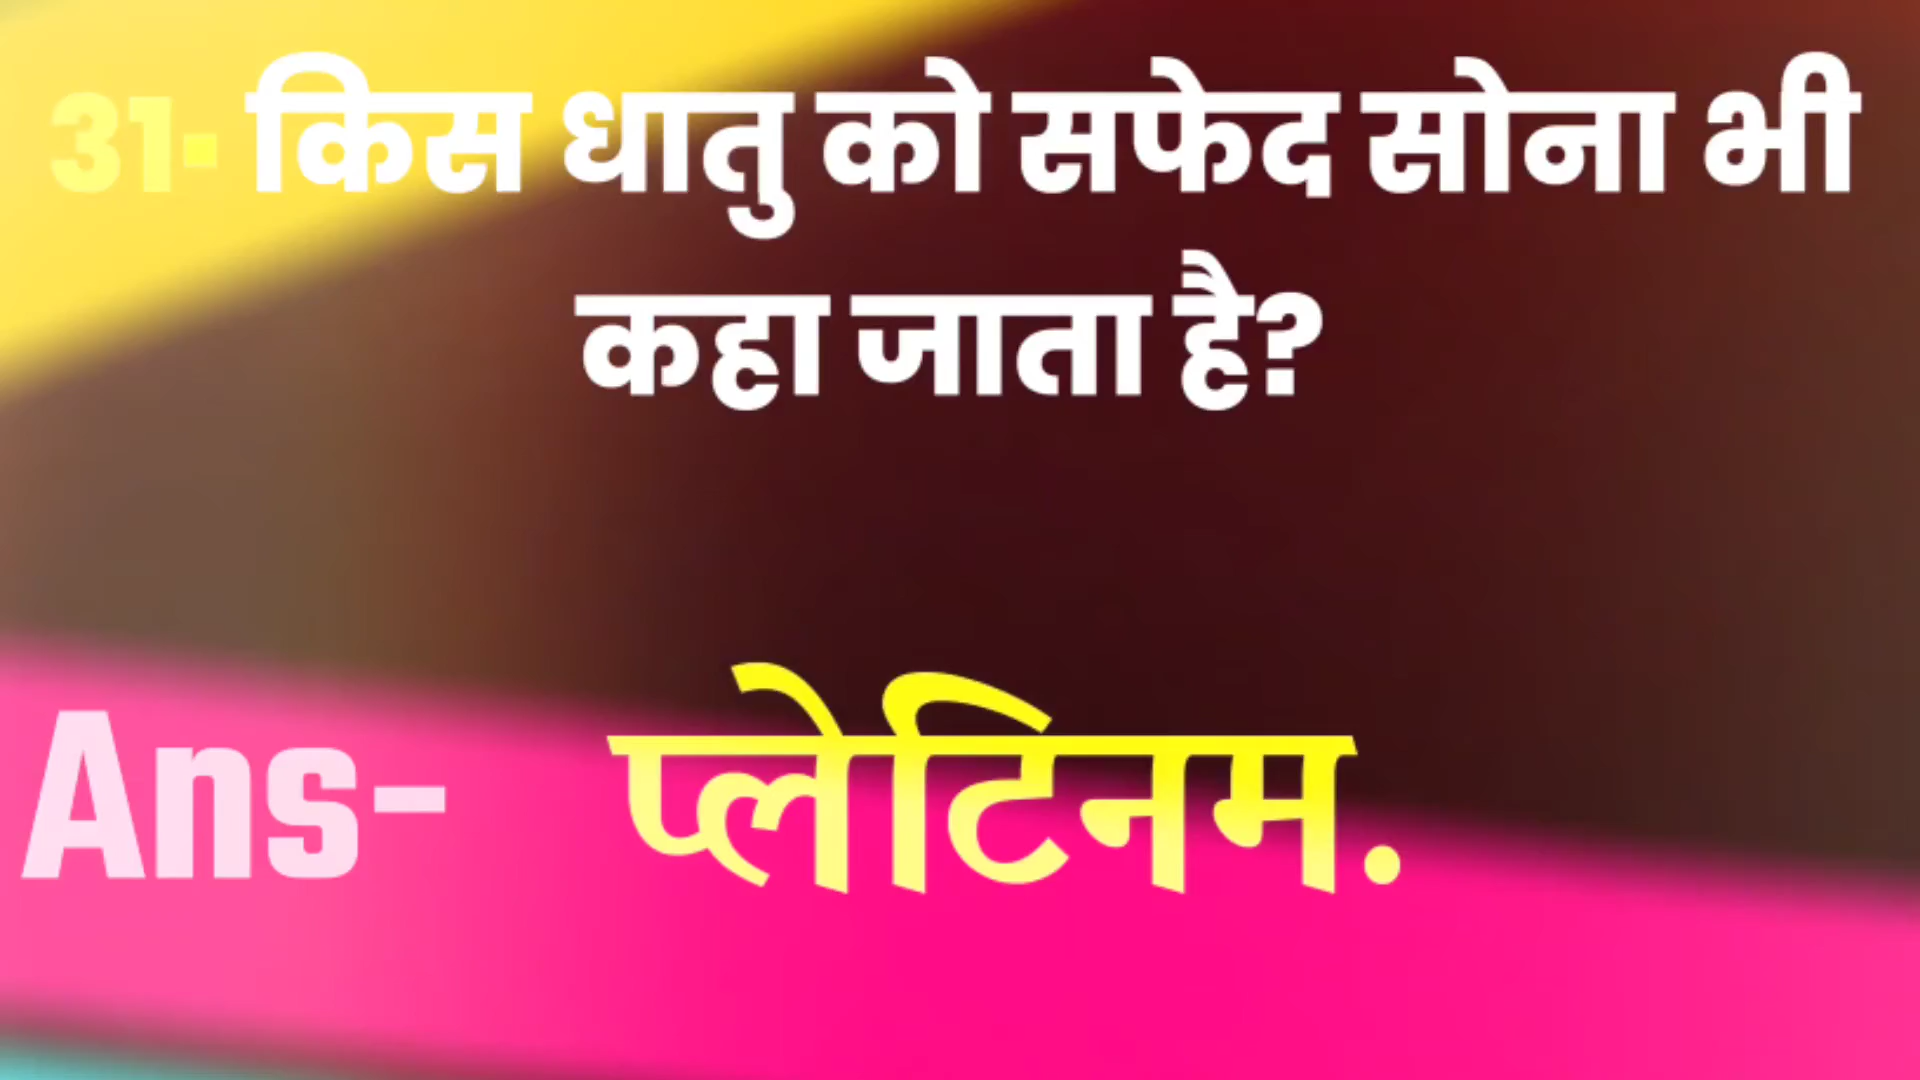 31- किस धातु को सफेद सोना भी
कहा जाता है?
Ans- प्लेटिनम.